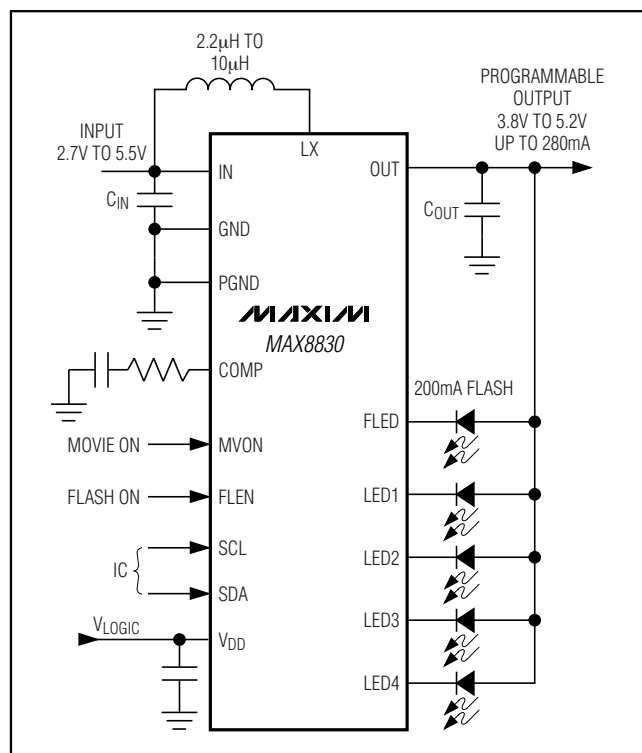 2.2μH TO
10μH
PROGRAMMABLE
OUTPUT
3.8V TO 5.2V
UP TO 280mA
INPUT
2.7V TO 5.5V
LX
IN
OUT
CIN
COUT
GND
PGND
MAXIM
MAX8830
COMP
200mA FLASH
FLED
MOVIE ON
MVON
FLASH ON
FLEN
LED1
SCL
LED2
IC
SDA
LED3
VLOGIC
VDD
LED4